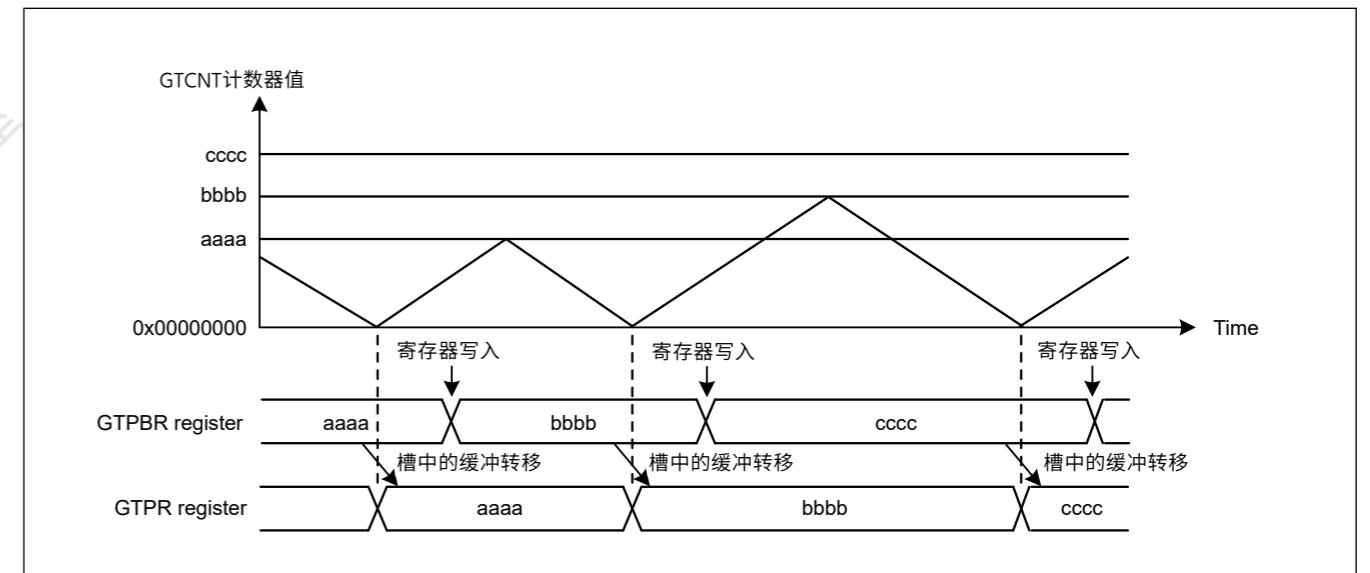 GTCNT计数器值
cccc
bbbb
aaaa
0x00000000
Time
寄存器写入 寄存器写入 寄存器写入
GTPBR register aaaa bbbb cccc
槽中的缓冲转移 槽中的缓冲转移 槽中的缓冲转移
GTPR register aaaa bbbb cccc